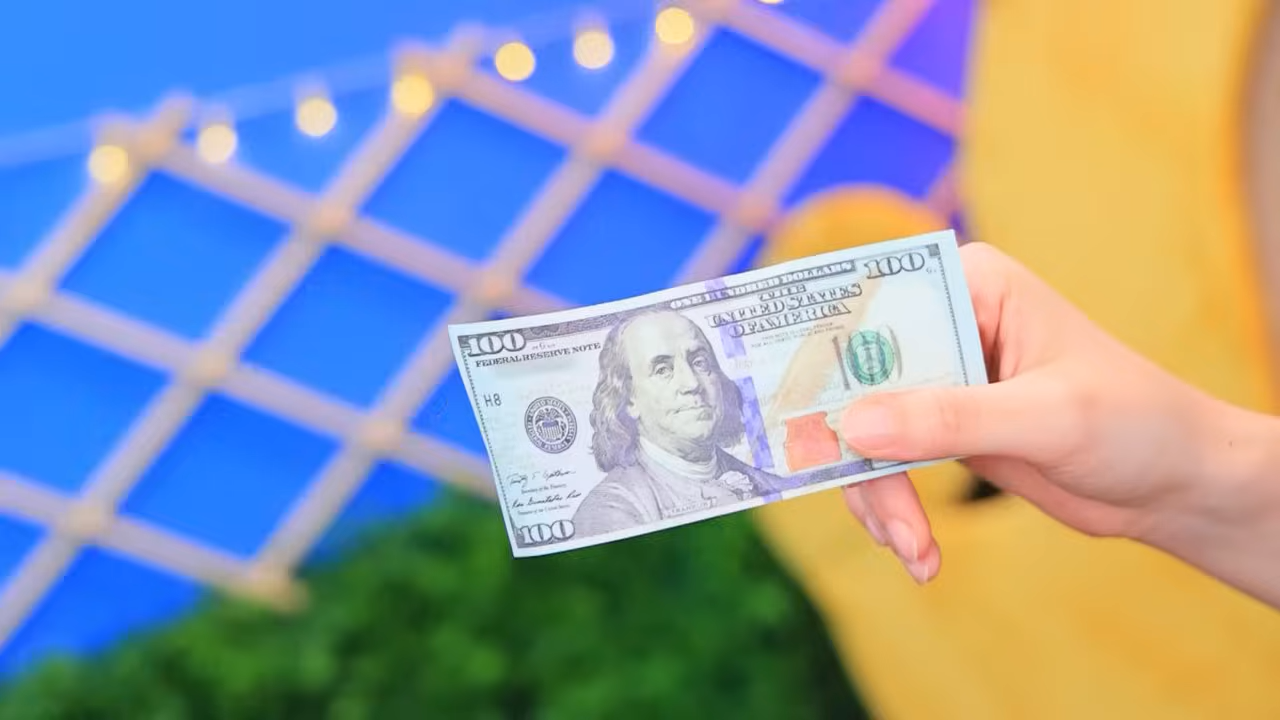 ONE HUNDRED DOLLARS
100
100
FEDERAL RESERVE NOTE
THE
UNITED STATES
OF AMERICA
H8
100